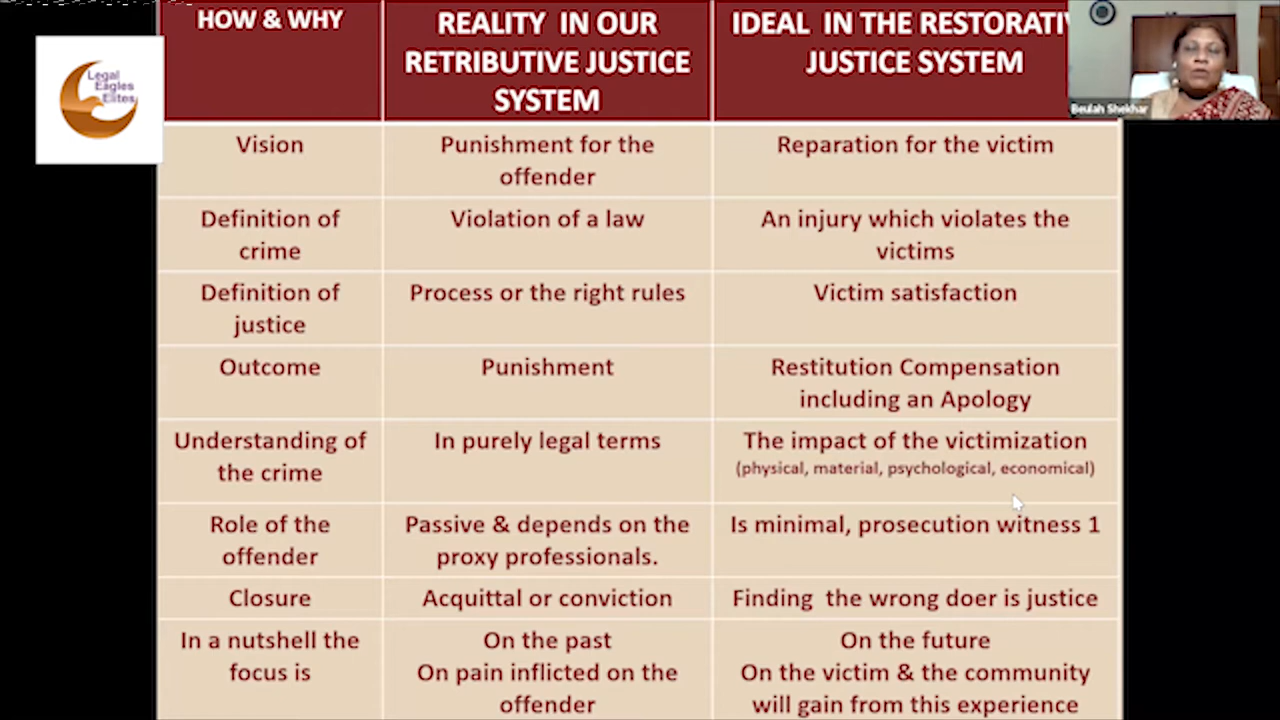 HOW & WHY
REALITY IN OUR
RETRIBUTIVE JUSTICE
SYSTEM
IDEAL IN THE RESTORATIV
JUSTICE SYSTEM
Legal
Eagles
Elites
Beulah Shekhar
Vision
Punishment for the
offender
Reparation for the victim
Definition of
crime
Violation of a law
An injury which violates the
victims
Definition of
justice
Process or the right rules
Victim satisfaction
Outcome
Punishment
Restitution Compensation
including an Apology
Understanding of
the crime
In purely legal terms
The impact of the victimization
(physical, material, psychological, economical)
Role of the
offender
Passive & depends on the
proxy professionals.
Is minimal, prosecution witness 1
Closure
Acquittal or conviction
Finding the wrong doer is justice
In a nutshell the
focus is
On the past
On pain inflicted on the
offender
On the future
On the victim & the community
will gain from this experience